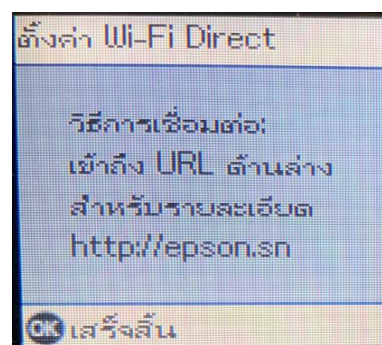 ตั้งค่า Wi-Fi Direct
วิธีการเชื่อมต่อ:
เข้าถึง URL ด้านล่าง
สำหรับรายละเอียด
http://epson.sn
OK เสร็จสิ้น